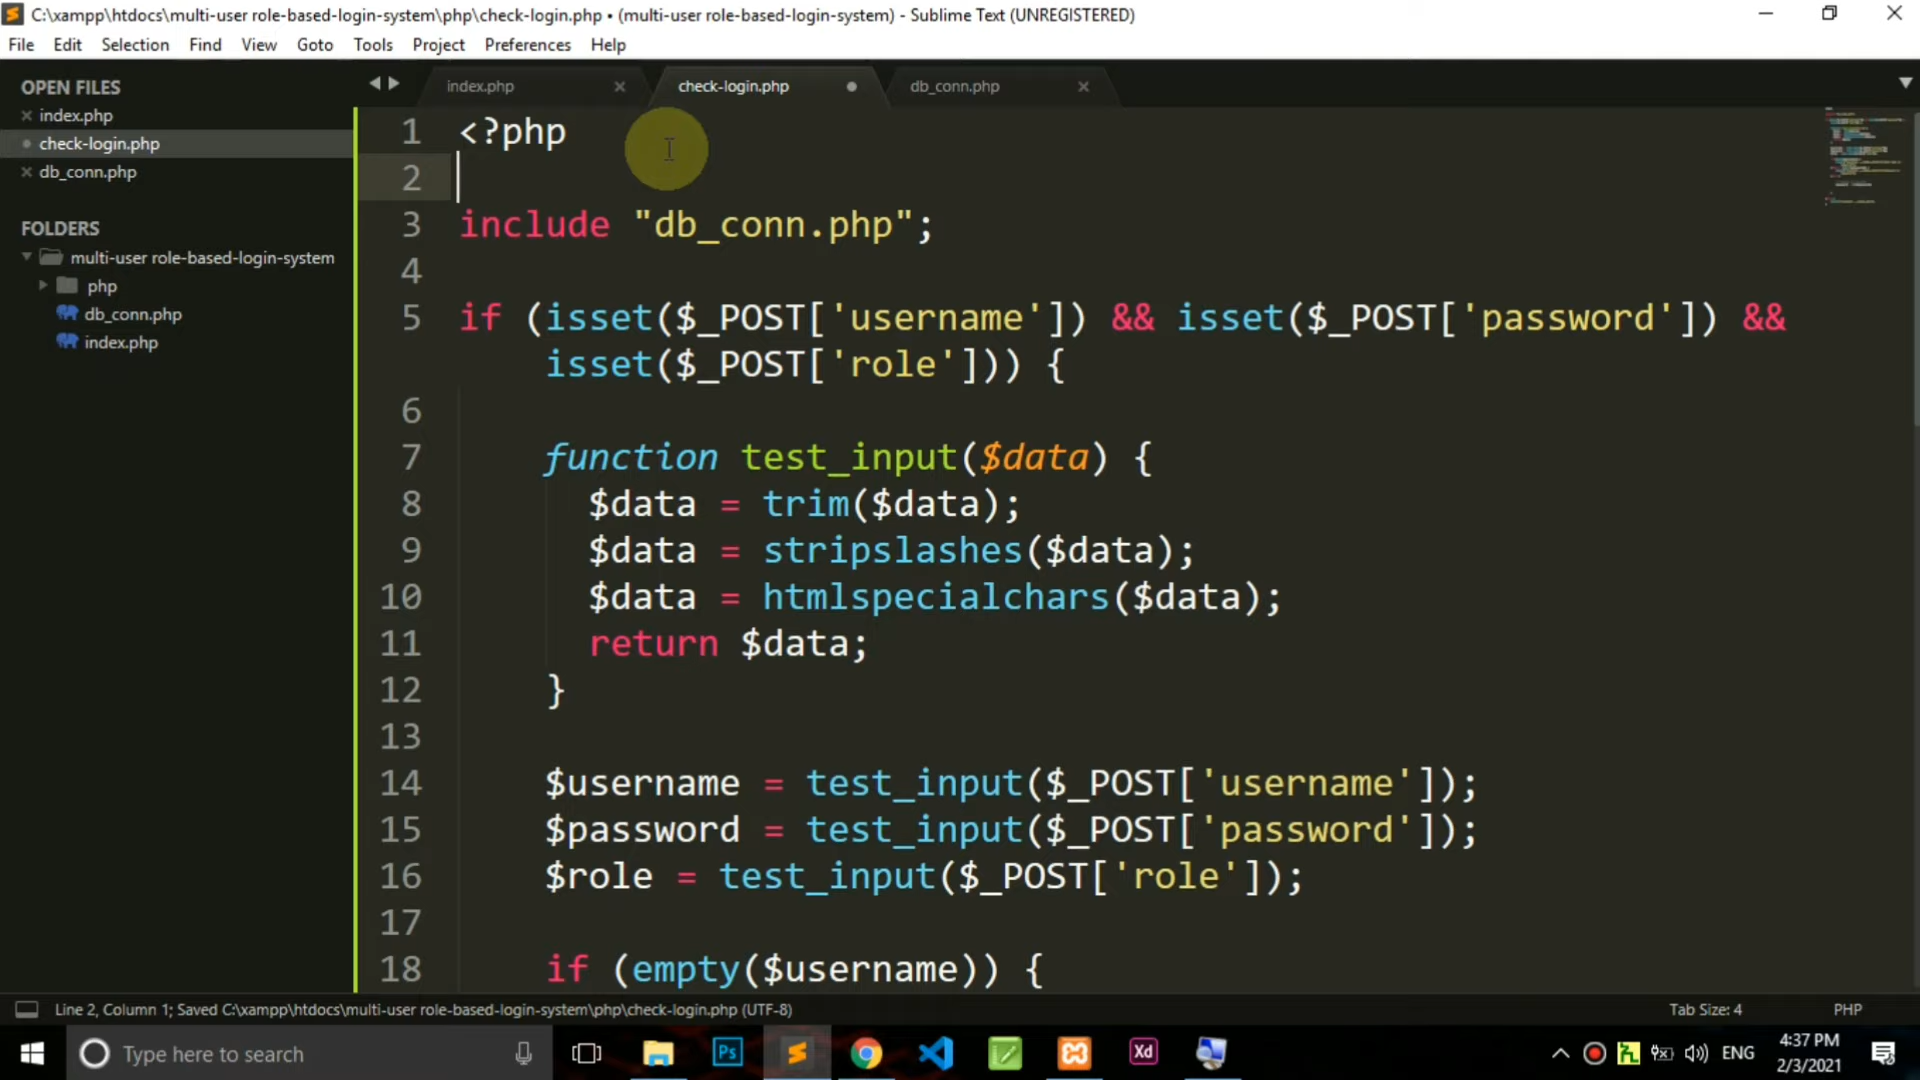 C:\xampp\htdocs\multi-user role-based-login-system\php\check-login.php • (multi-user role-based-login-system) - Sublime Text (UNREGISTERED)
File Edit Selection Find View Goto Tools Project Preferences Help
OPEN FILES
index.php
check-login.php
db_conn.php
FOLDERS
multi-user role-based-login-system
php
db_conn.php
index.php
index.php check-login.php db_conn.php
1 <?php
2
3 include "db_conn.php";
4
5 if (isset($_POST['username']) && isset($_POST['password']) &&
isset($_POST['role'])) {
6
7 function test_input($data) {
8 $data = trim($data);
9 $data = stripslashes($data);
10 $data = htmlspecialchars($data);
11 return $data;
12 }
13
14 $username = test_input($_POST['username']);
15 $password = test_input($_POST['password']);
16 $role = test_input($_POST['role']);
17
18 if (empty($username)) {
Line 2, Column 1; Saved C:\xampp\htdocs\multi-user role-based-login-system\php\check-login.php (UTF-8) Tab Size: 4 PHP
Type here to search Ps Xd ENG
4:37 PM
2/3/2021